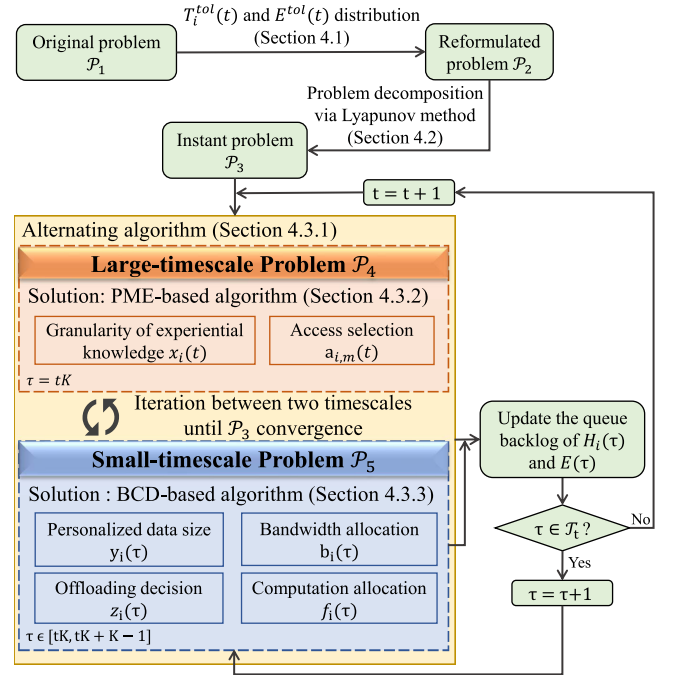 T_i^{tol}(t) and E^{tol}(t) distribution
(Section 4.1)
Original problem
𝒫₁
Reformulated
problem 𝒫₂
Problem decomposition
via Lyapunov method
(Section 4.2)
Instant problem
𝒫₃
t = t + 1
Alternating algorithm (Section 4.3.1)
Large-timescale Problem 𝒫₄
Solution: PME-based algorithm (Section 4.3.2)
Granularity of experiential
knowledge x_i(t)
Access selection
a_{i,m}(t)
τ = tK
Iteration between two timescales
until 𝒫₃ convergence
Small-timescale Problem 𝒫₅
Solution : BCD-based algorithm (Section 4.3.3)
Personalized data size
y_i(τ)
Bandwidth allocation
b_i(τ)
Offloading decision
z_i(τ)
Computation allocation
f_i(τ)
τ ϵ [tK, tK + K − 1]
Update the queue
backlog of H_i(τ)
and E(τ)
τ ∈ 𝒯_t ?
No
Yes
τ = τ+1